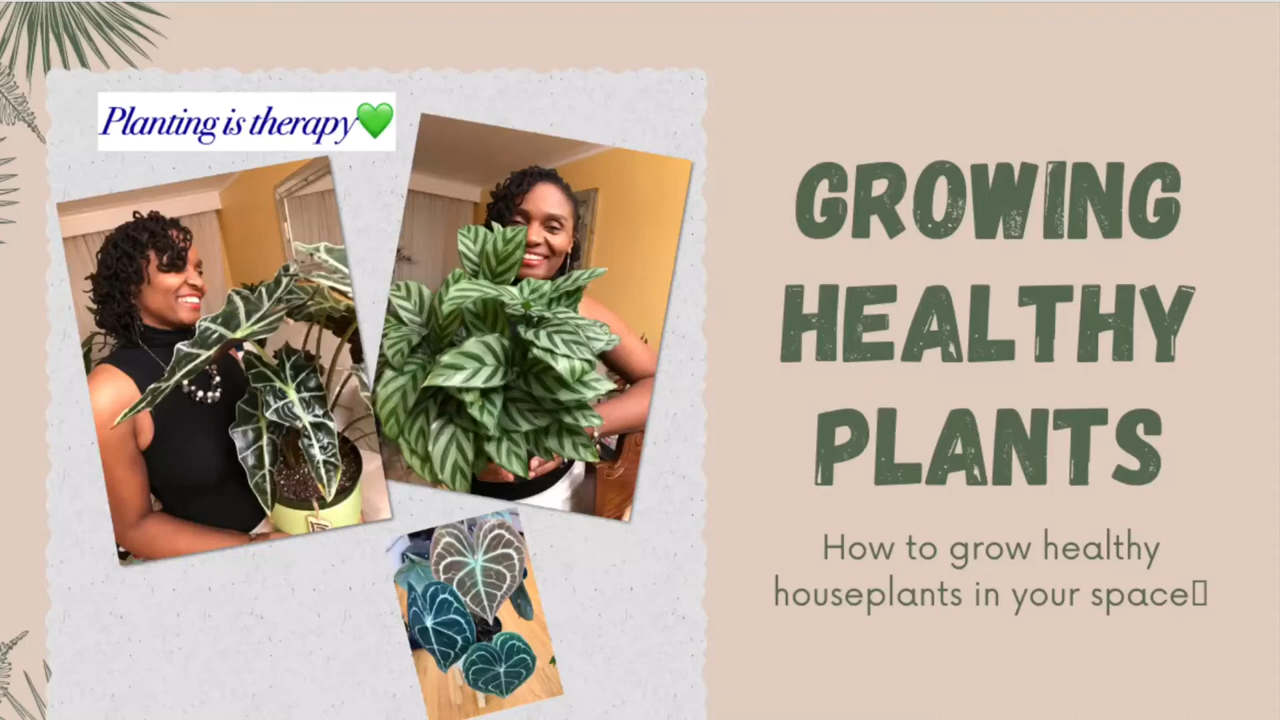 Planting is therapy💚
GROWING
HEALTHY
PLANTS
How to grow healthy
houseplants in your space▯